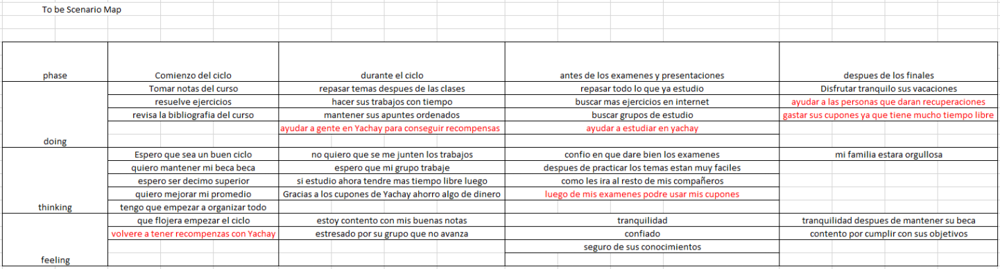 To be Scenario Map
phase Comienzo del ciclo durante el ciclo antes de los examenes y presentaciones despues de los finales
Tomar notas del curso repasar temas despues de las clases repasar todo lo que ya estudio Disfrutar tranquilo sus vacaciones
resuelve ejercicios hacer sus trabajos con tiempo buscar mas ejercicios en internet ayudar a las personas que daran recuperaciones
revisa la bibliografia del curso mantener sus apuntes ordenados buscar grupos de estudio gastar sus cupones ya que tiene mucho tiempo libre
ayudar a gente en Yachay para conseguir recompensas ayudar a estudiar en yachay
doing
Espero que sea un buen ciclo no quiero que se me junten los trabajos confio en que dare bien los examenes mi familia estara orgullosa
quiero mantener mi beca beca espero que mi grupo trabaje despues de practicar los temas estan muy faciles
espero ser decimo superior si estudio ahora tendre mas tiempo libre luego como les ira al resto de mis compañeros
quiero mejorar mi promedio Gracias a los cupones de Yachay ahorro algo de dinero luego de mis examenes podre usar mis cupones
thinking tengo que empezar a organizar todo
que flojera empezar el ciclo estoy contento con mis buenas notas tranquilidad tranquilidad despues de mantener su beca
volvere a tener recompenzas con Yachay estresado por su grupo que no avanza confiado contento por cumplir con sus objetivos
seguro de sus conocimientos
feeling